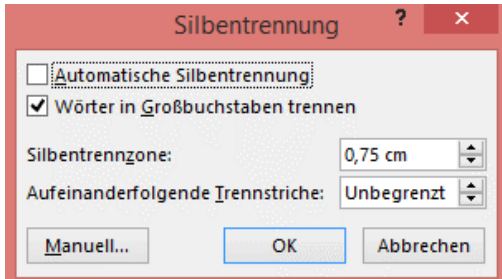 Silbentrennung ? ×
Automatische Silbentrennung
Wörter in Großbuchstaben trennen
Silbentrennzone: 0,75 cm
Aufeinanderfolgende Trennstriche: Unbegrenzt
Manuell... OK Abbrechen